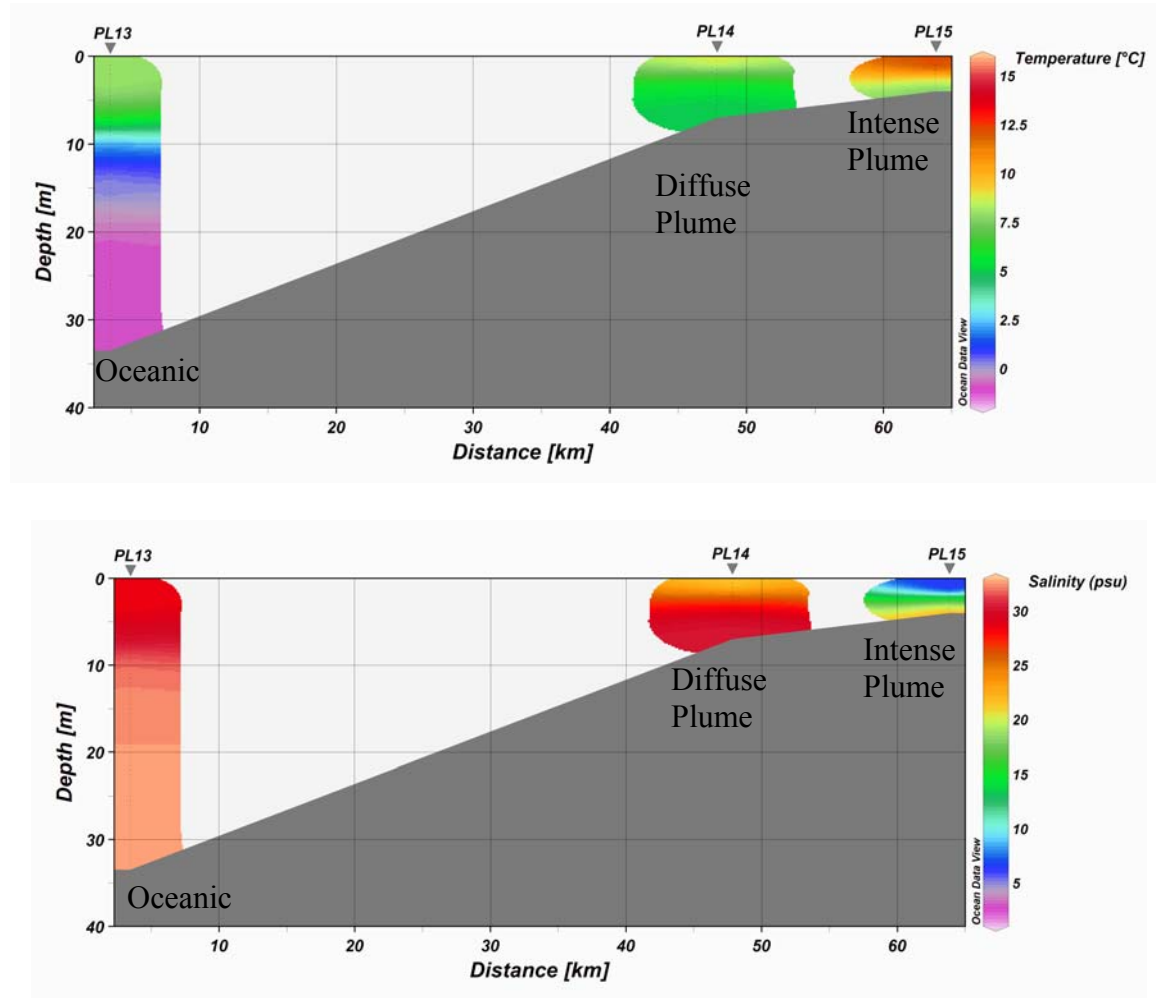 PL13
PL14
PL15
Temperature [°C]
0
10
20
30
40
Depth [m]
15
12.5
10
7.5
5
2.5
0
Intense
Plume
Diffuse
Plume
Oceanic
Ocean Data View
10
20
30
40
50
60
Distance [km]
PL13
PL14
PL15
Salinity (psu)
0
10
20
30
40
Depth [m]
30
25
20
15
10
5
Intense
Plume
Diffuse
Plume
Oceanic
Ocean Data View
10
20
30
40
50
60
Distance [km]